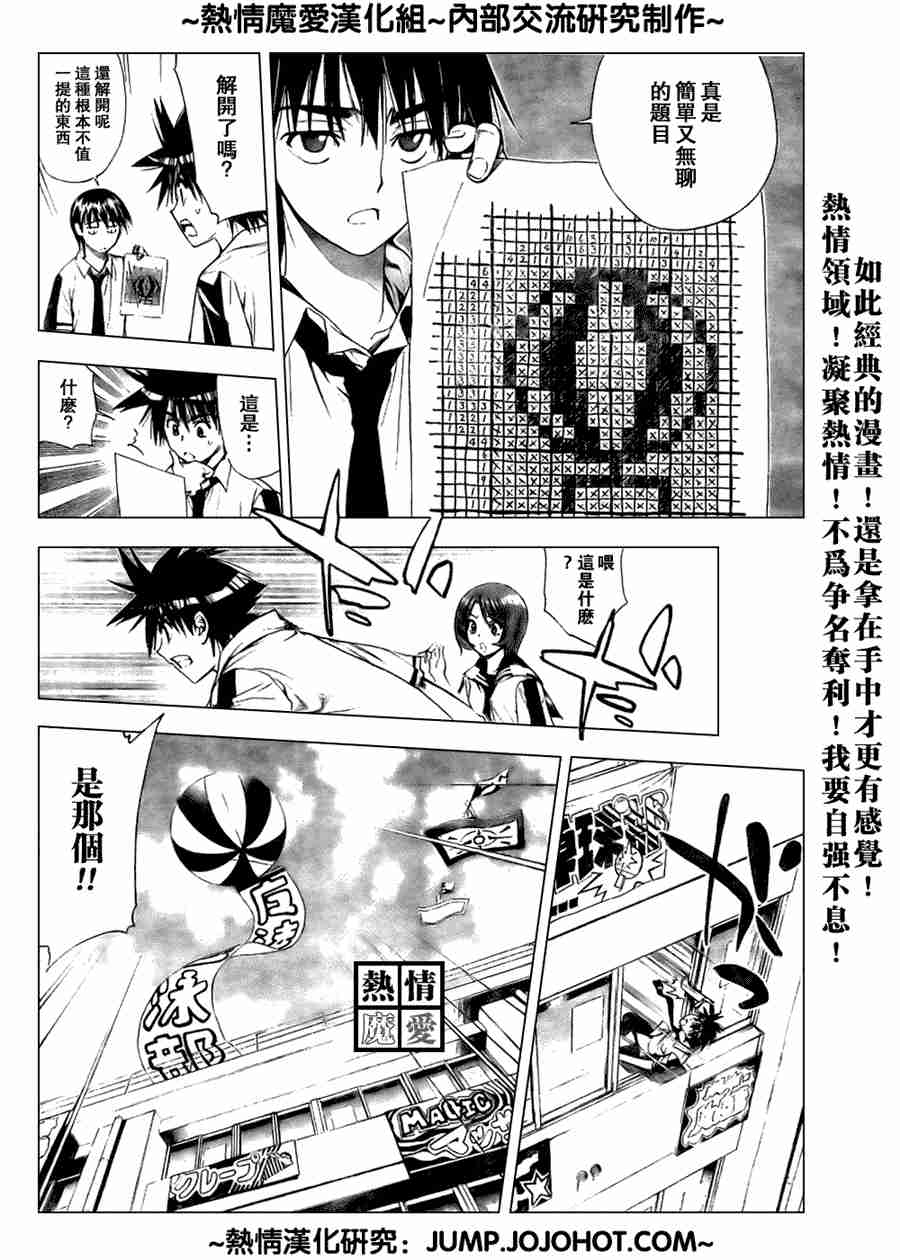 ~熱情魔愛漢化組~內部交流研究制作~
真是
簡單又無聊
的題目
解開了嗎?
還解開呢
這種根本不值
一提的東西
這是…
什麽?
喂
這是什麽
?
是那個!!
反
泳
部
熱情
魔愛
MALLIC
クレープ
如此經典的漫畫!還是拿在手中才更有感覺!
熱情領域!凝聚熱情!不爲争名奪利!我要自强不息!
~熱情漢化研究: JUMP.JOJOHOT.COM~